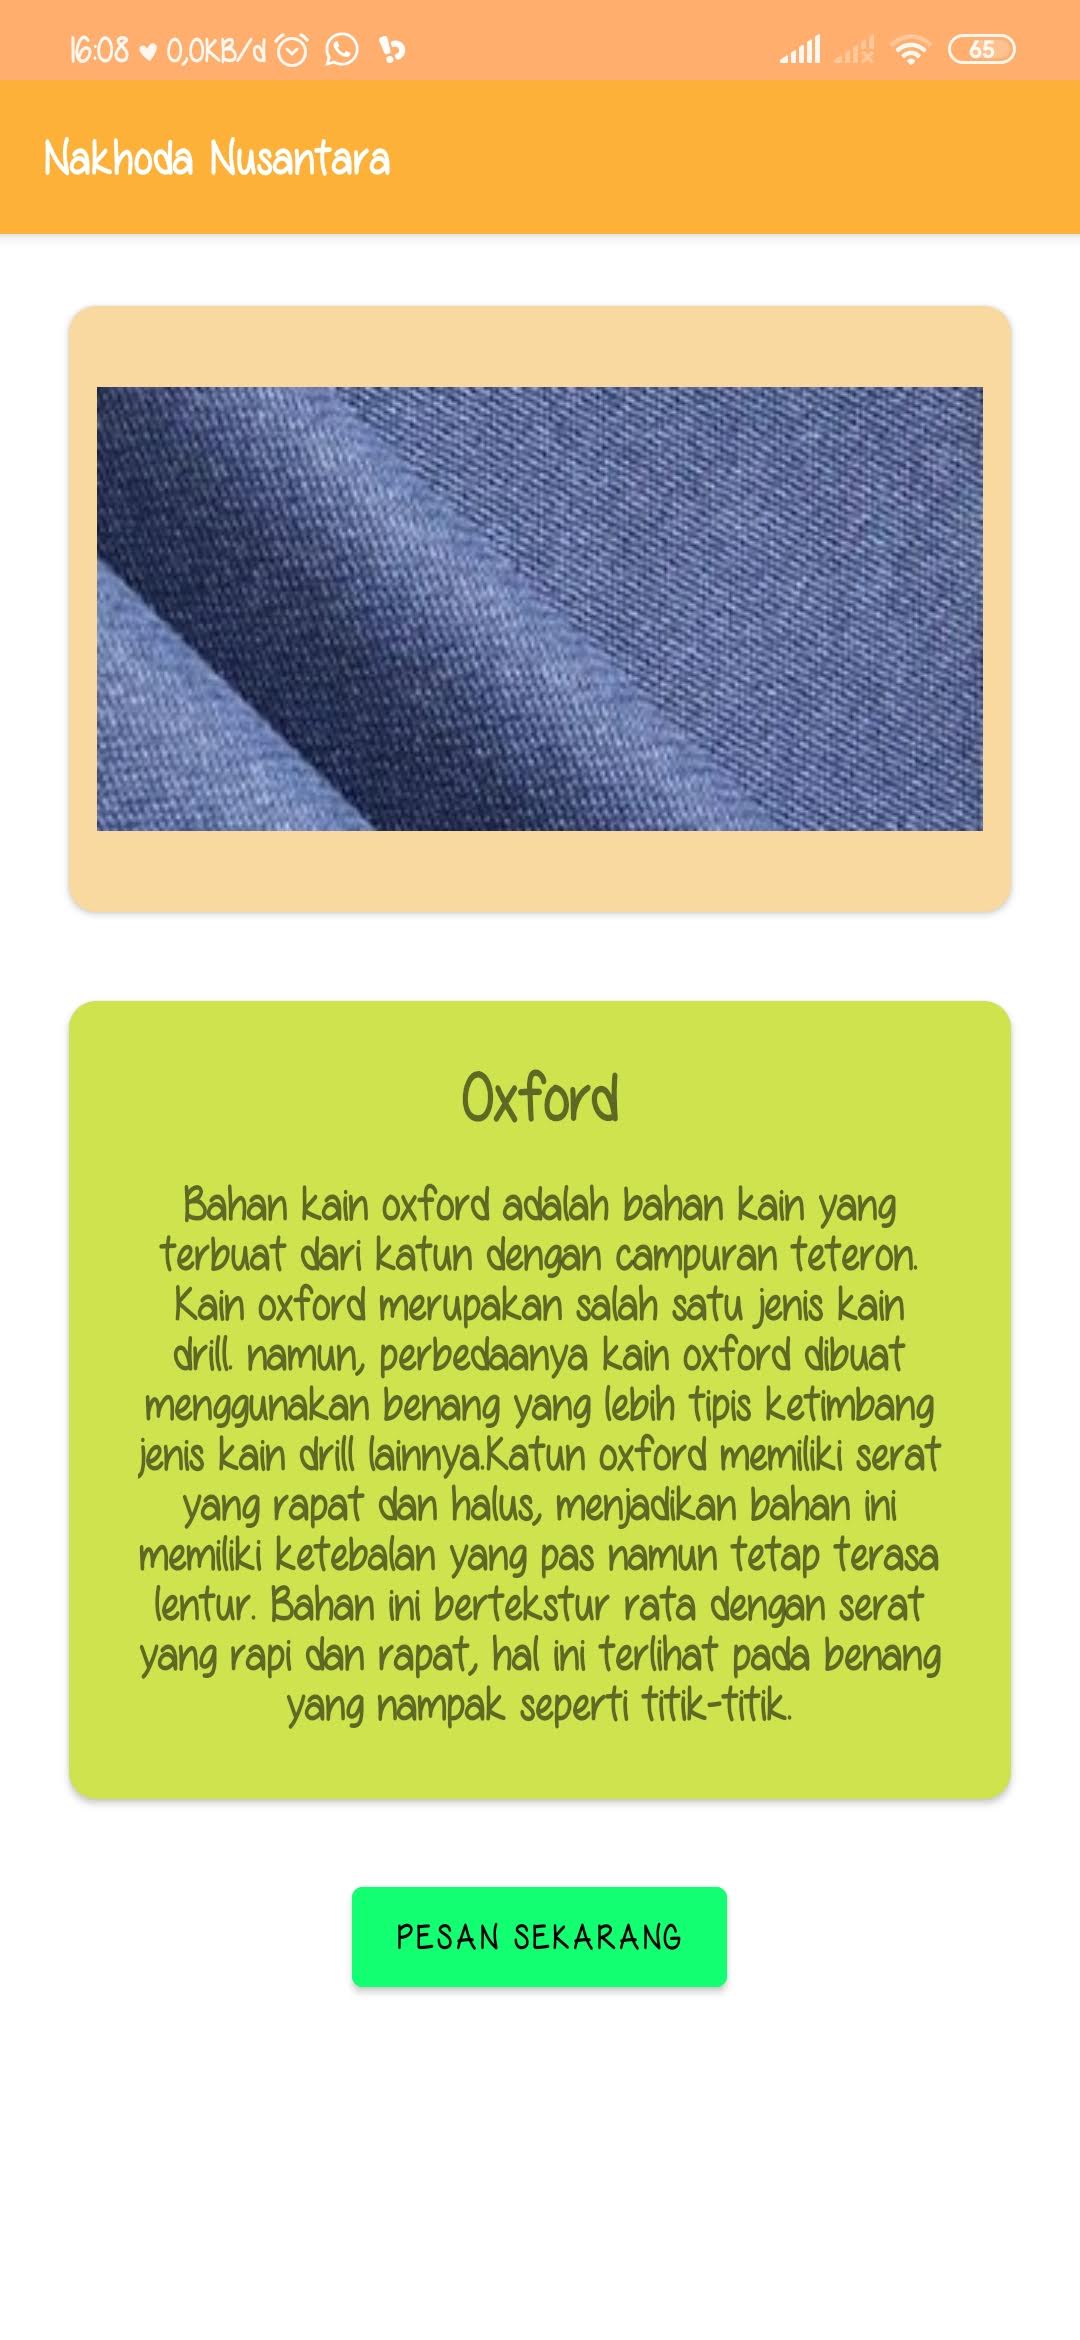 16:08 ♥ 0,0KB/d
65
Nakhoda Nusantara
Oxford
Bahan kain oxford adalah bahan kain yang
terbuat dari katun dengan campuran teteron.
Kain oxford merupakan salah satu jenis kain
drill. namun, perbedaanya kain oxford dibuat
menggunakan benang yang lebih tipis ketimbang
jenis kain drill lainnya.Katun oxford memiliki serat
yang rapat dan halus, menjadikan bahan ini
memiliki ketebalan yang pas namun tetap terasa
lentur. Bahan ini bertekstur rata dengan serat
yang rapi dan rapat, hal ini terlihat pada benang
yang nampak seperti titik-titik.
PESAN SEKARANG